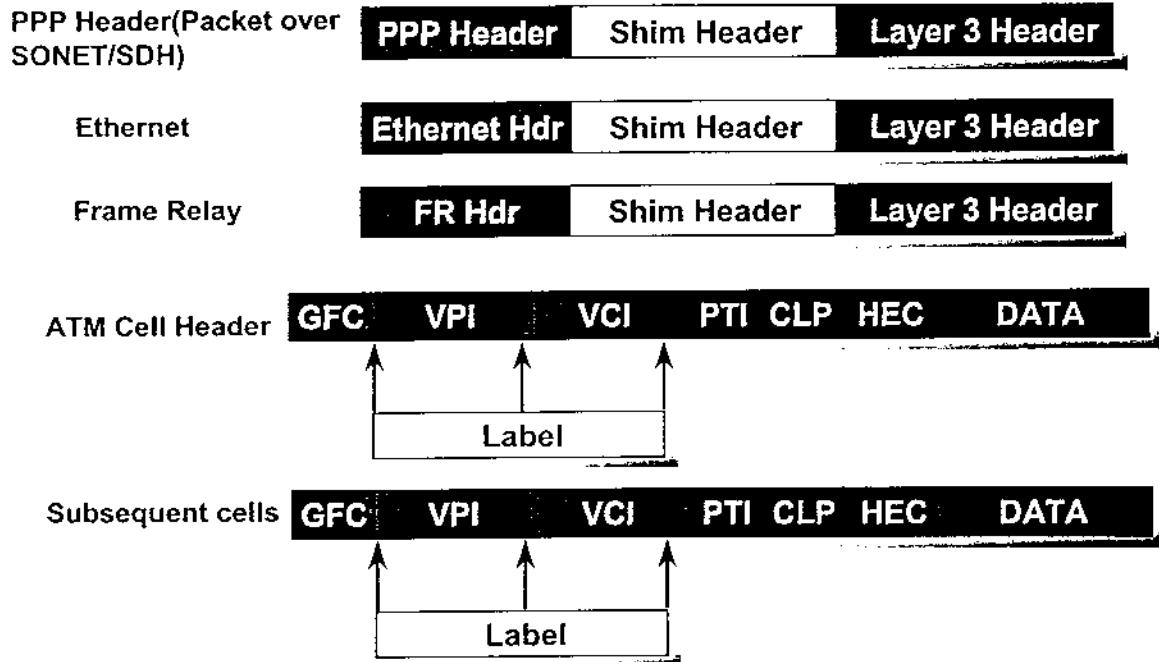 PPP Header(Packet over
SONET/SDH)
PPP Header Shim Header Layer 3 Header
Ethernet
Ethernet Hdr Shim Header Layer 3 Header
Frame Relay
FR Hdr Shim Header Layer 3 Header
ATM Cell Header
GFC VPI VCI PTI CLP HEC DATA
Label
Subsequent cells
GFC VPI VCI PTI CLP HEC DATA
Label